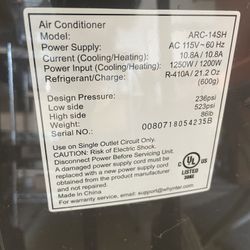 Air Conditioner
Model: ARC-14SH
Power Supply: AC 115V~ 60 Hz
Current (Cooling/Heating): 10.8A / 10.8A
Power Input (Cooling/Heating): 1250W / 1200W
Refrigerant/Charge: R-410A / 21.2 Oz
(600g)
Design Pressure:
Low side 236psi
High side 523psi
Weight: 86lb
SERIAL NO. 0080718054235B
Use on Single Outlet Circuit Only.
CAUTION: Risk of Electric Shock.
Disconnect Power Before Servicing Unit.
A damaged power supply cord must be
replaced with a new power supply cord
obtained from the product manufacturer
and not repaired.
For warranty service, email: support@whynter.com
MADE IN CHINA